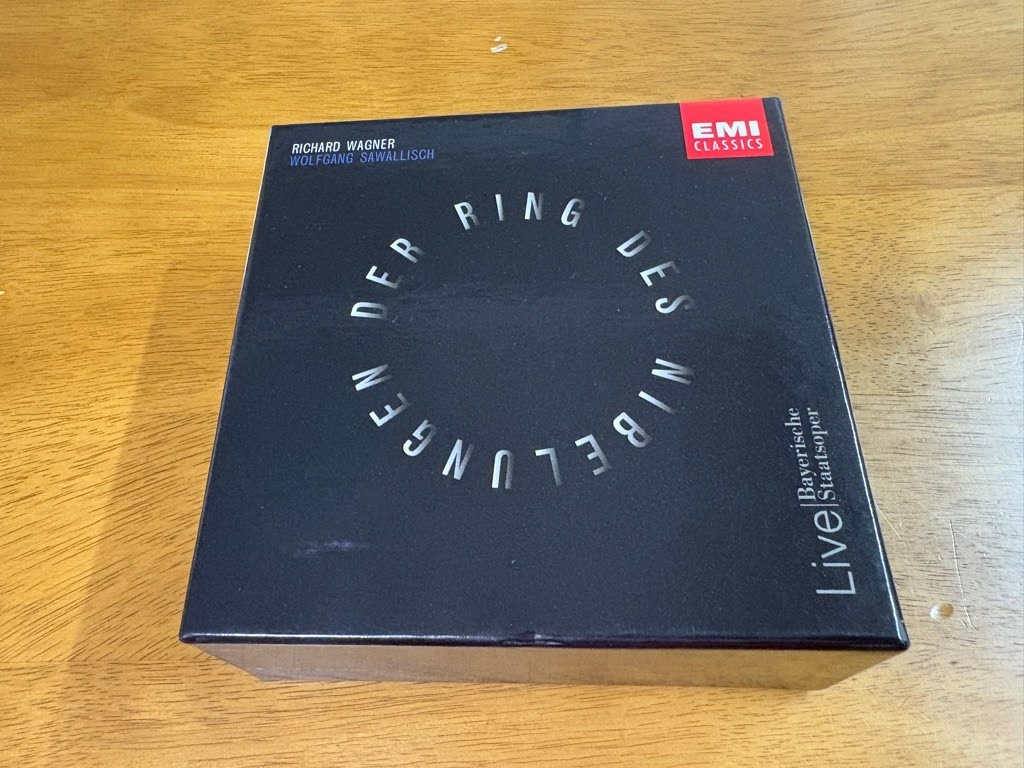 RICHARD WAGNER
WOLFGANG SAWALLISCH
EMI
CLASSICS
DER RING DES NIBELUNGEN
Live
Bayerische
Staatsoper